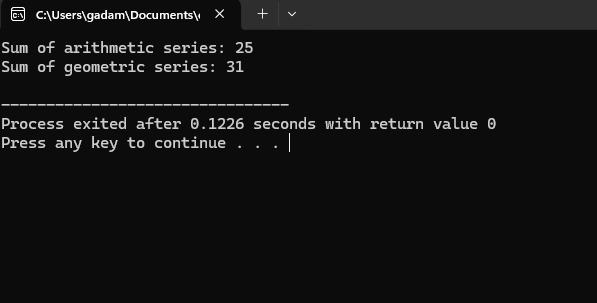 C:\Users\gadam\Documents\
Sum of arithmetic series: 25
Sum of geometric series: 31
--------------------------------
Process exited after 0.1226 seconds with return value 0
Press any key to continue . . .